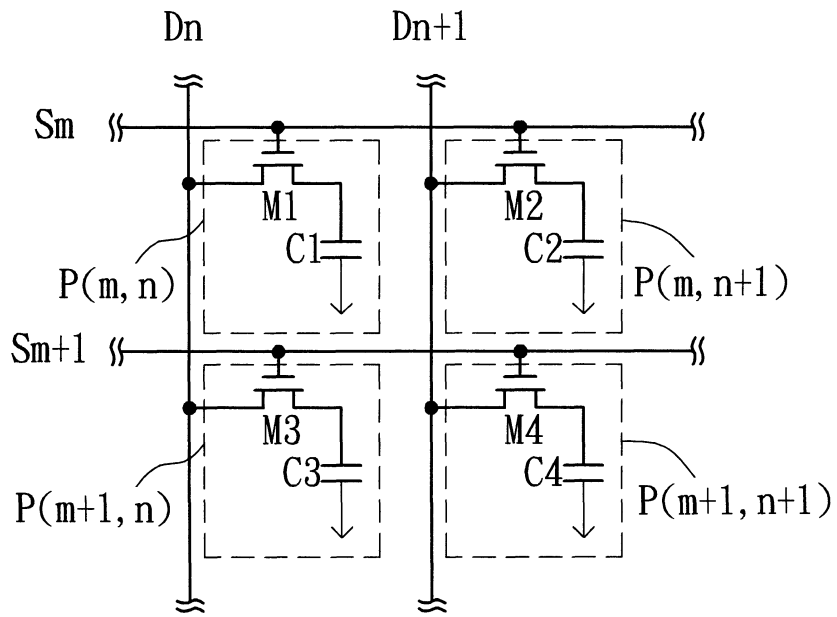 Dn
Dn+1
Sm
M1
M2
C1
C2
P(m,n)
P(m,n+1)
Sm+1
M3
M4
C3
C4
P(m+1,n)
P(m+1,n+1)